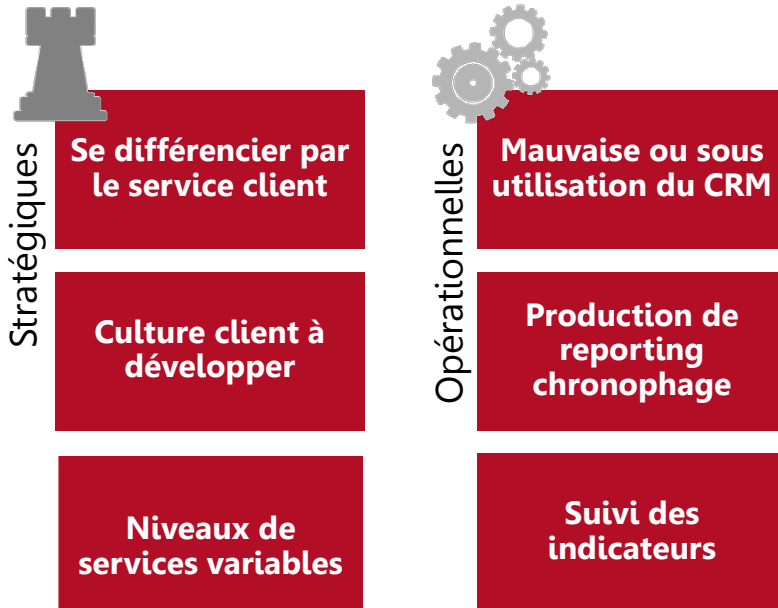 Stratégiques
Se différencier par
le service client
Culture client à
développer
Niveaux de
services variables
Opérationnelles
Mauvaise ou sous
utilisation du CRM
Production de
reporting
chronophage
Suivi des
indicateurs